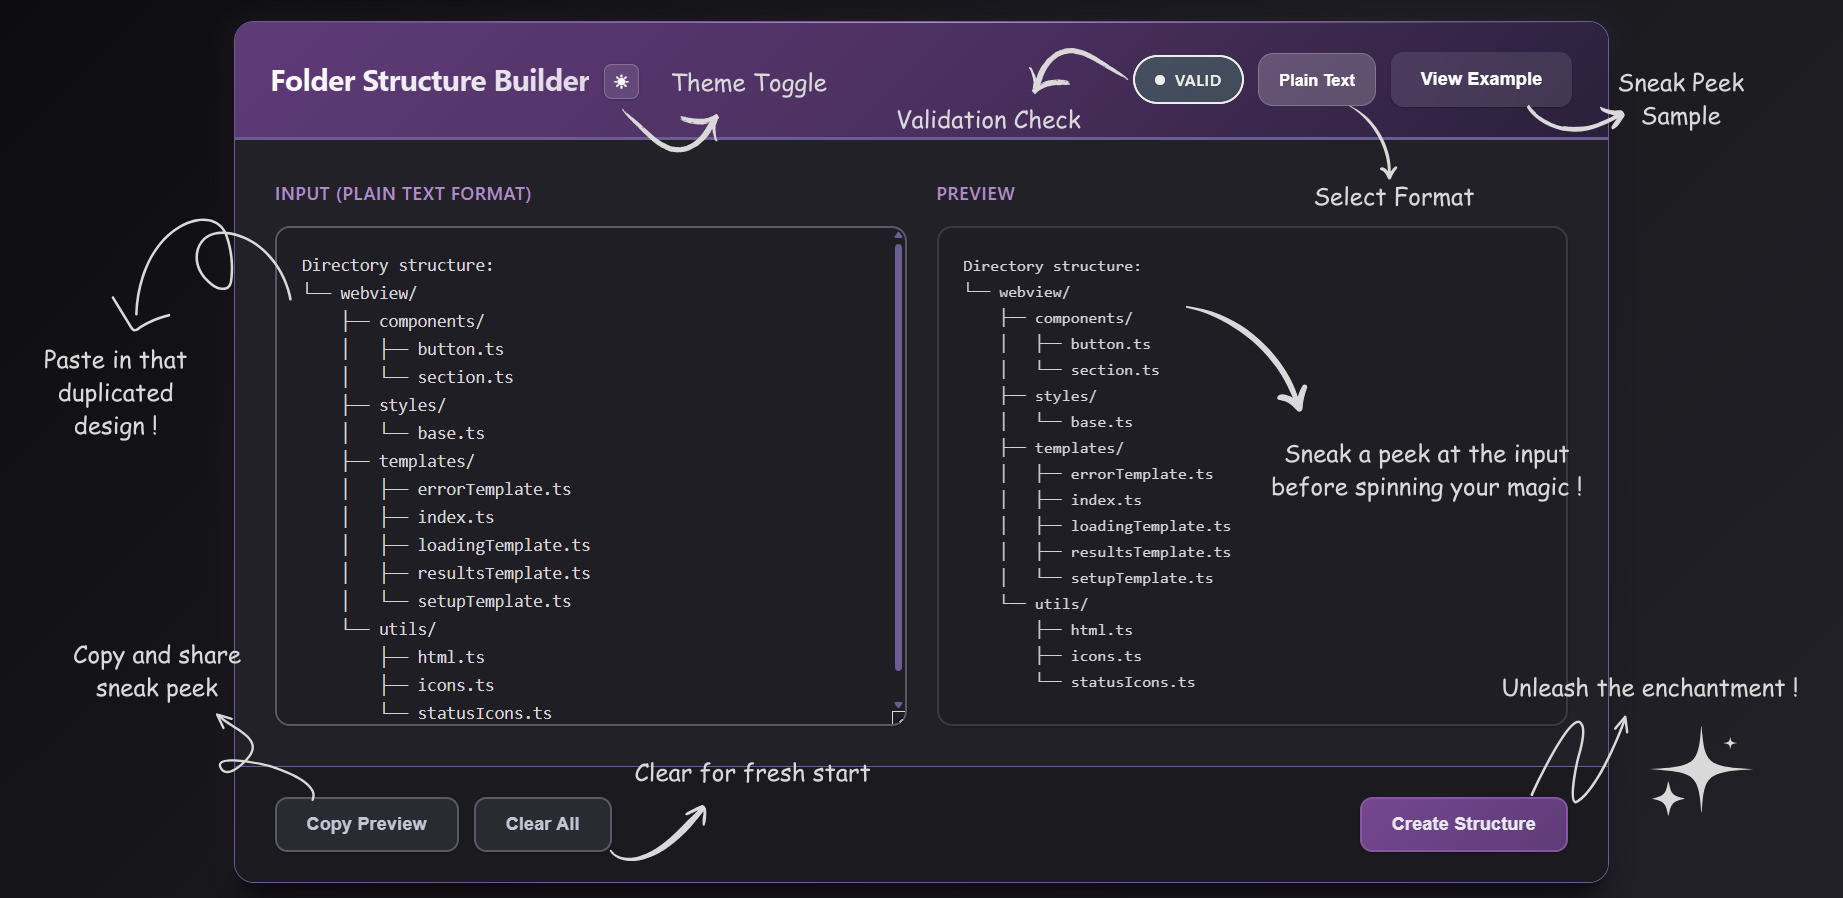 Folder Structure Builder
Theme Toggle
Validation Check
VALID
Plain Text
View Example
Sneak Peek
Sample
Select Format
INPUT (PLAIN TEXT FORMAT)
Directory structure:
└── webview/
    ├── components/
    │   ├── button.ts
    │   └── section.ts
    ├── styles/
    │   └── base.ts
    ├── templates/
    │   ├── errorTemplate.ts
    │   ├── index.ts
    │   ├── loadingTemplate.ts
    │   ├── resultsTemplate.ts
    │   └── setupTemplate.ts
    └── utils/
        ├── html.ts
        ├── icons.ts
        └── statusIcons.ts
PREVIEW
Directory structure:
└── webview/
    ├── components/
    │   ├── button.ts
    │   └── section.ts
    ├── styles/
    │   └── base.ts
    ├── templates/
    │   ├── errorTemplate.ts
    │   ├── index.ts
    │   ├── loadingTemplate.ts
    │   ├── resultsTemplate.ts
    │   └── setupTemplate.ts
    └── utils/
        ├── html.ts
        ├── icons.ts
        └── statusIcons.ts
Paste in that
duplicated
design !
Sneak a peek at the input
before spinning your magic !
Copy and share
sneak peek
Unleash the enchantment !
Clear for fresh start
Copy Preview
Clear All
Create Structure